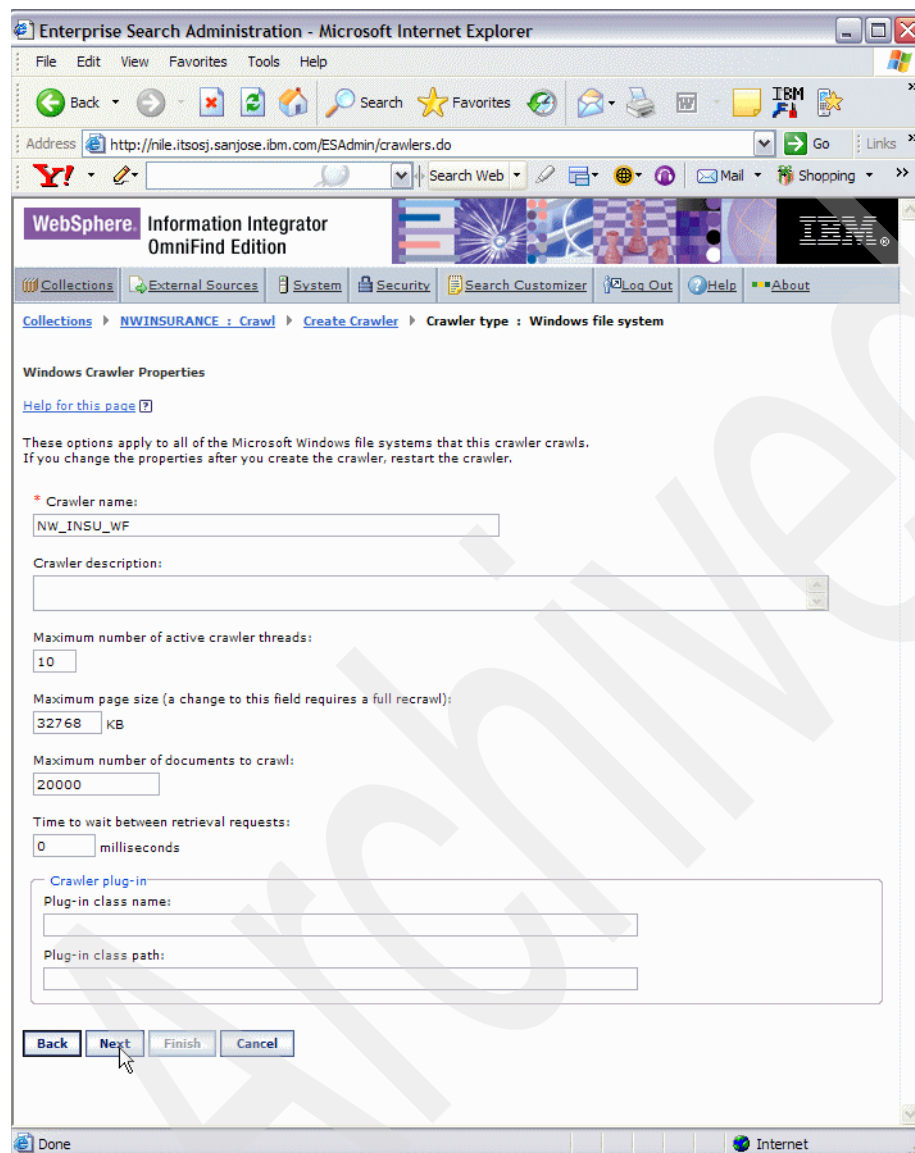 Enterprise Search Administration - Microsoft Internet Explorer
File Edit View Favorites Tools Help
Back Search Favorites IBM
Address http://nile.itsosj.sanjose.ibm.com/ESAdmin/crawlers.do Go Links »
Y! Search Web Mail Shopping »
WebSphere. Information Integrator
OmniFind Edition
IBM®
Collections External Sources System Security Search Customizer Log Out Help About
Collections NWINSURANCE : Crawl Create Crawler Crawler type : Windows file system
Windows Crawler Properties
Help for this page ?
These options apply to all of the Microsoft Windows file systems that this crawler crawls.
If you change the properties after you create the crawler, restart the crawler.
* Crawler name:
NW_INSU_WF
Crawler description:
Maximum number of active crawler threads:
10
Maximum page size (a change to this field requires a full recrawl):
32768 KB
Maximum number of documents to crawl:
20000
Time to wait between retrieval requests:
0 milliseconds
Crawler plug-in
Plug-in class name:
Plug-in class path:
Back Next Finish Cancel
Done Internet
Archived